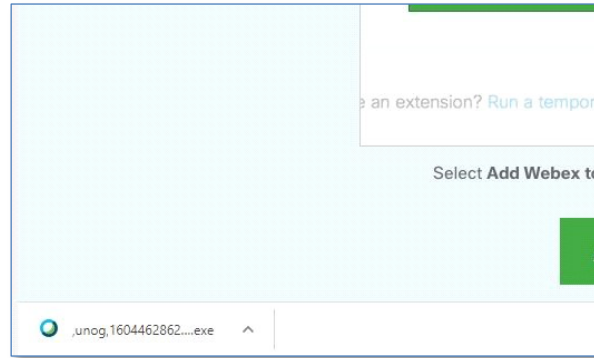 an extension? Run a tempor
Select Add Webex t
,unog,1604462862....exe